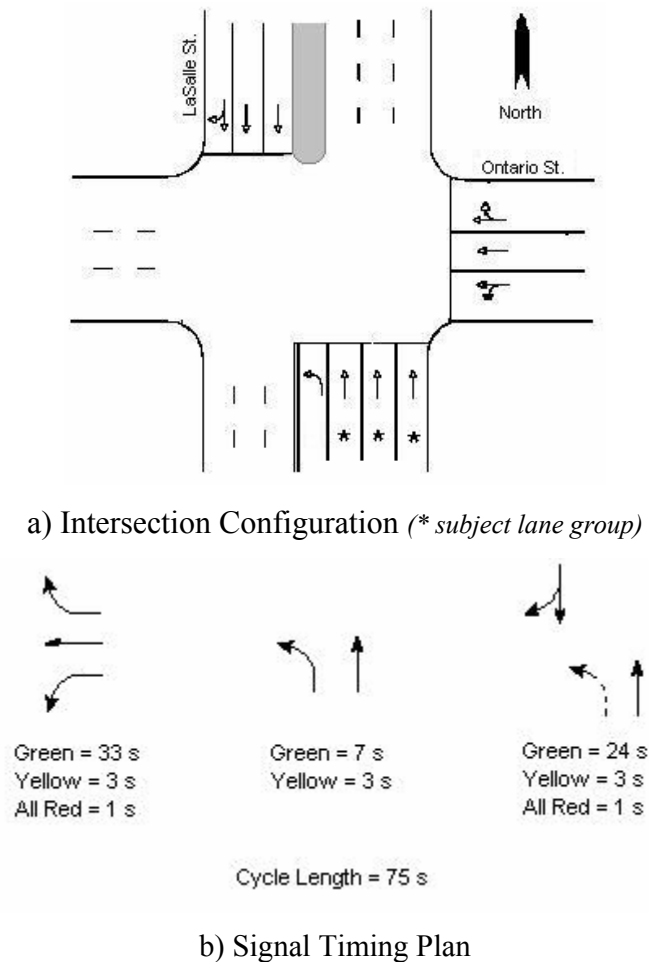 LaSalle St.
North
Ontario St.
* * *
a) Intersection Configuration (* subject lane group)
Green = 33 s
Yellow = 3 s
All Red = 1 s
Green = 7 s
Yellow = 3 s
Green = 24 s
Yellow = 3 s
All Red = 1 s
Cycle Length = 75 s
b) Signal Timing Plan